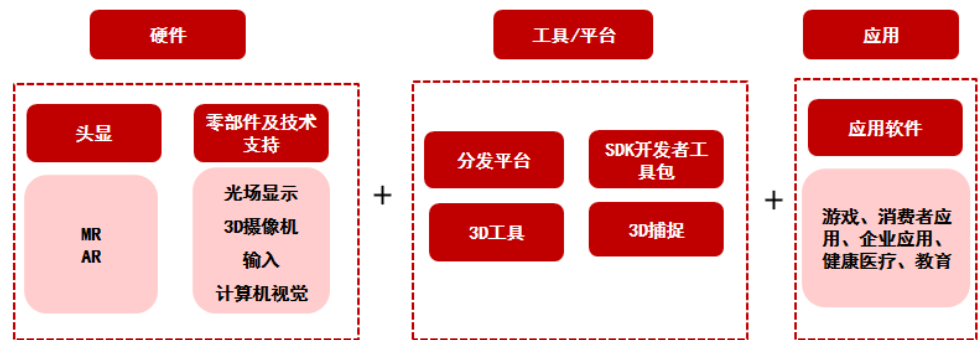 硬件
工具/平台
应用
头显
零部件及技术
支持
MR
AR
光场显示
3D摄像机
输入
计算机视觉
+
分发平台
SDK开发者工
具包
3D工具
3D捕捉
+
应用软件
游戏、消费者应
用、企业应用、
健康医疗、教育